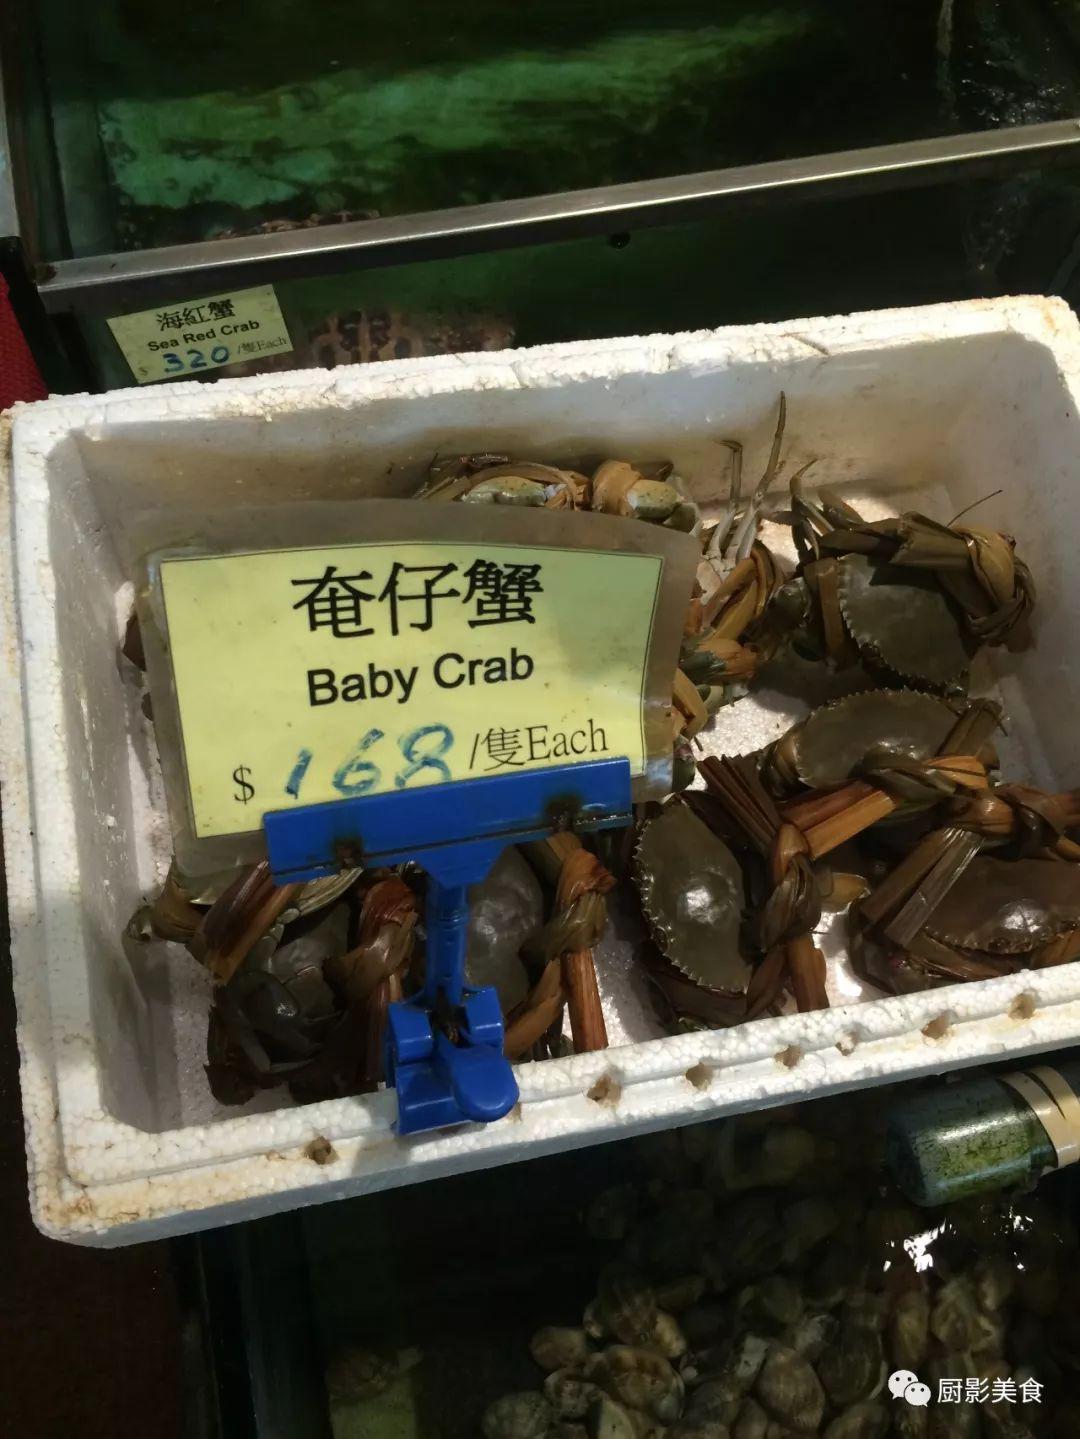 海紅蟹
Sea Red Crab
$ 320 /隻Each
奄仔蟹
Baby Crab
$ 168 /隻Each
厨影美食